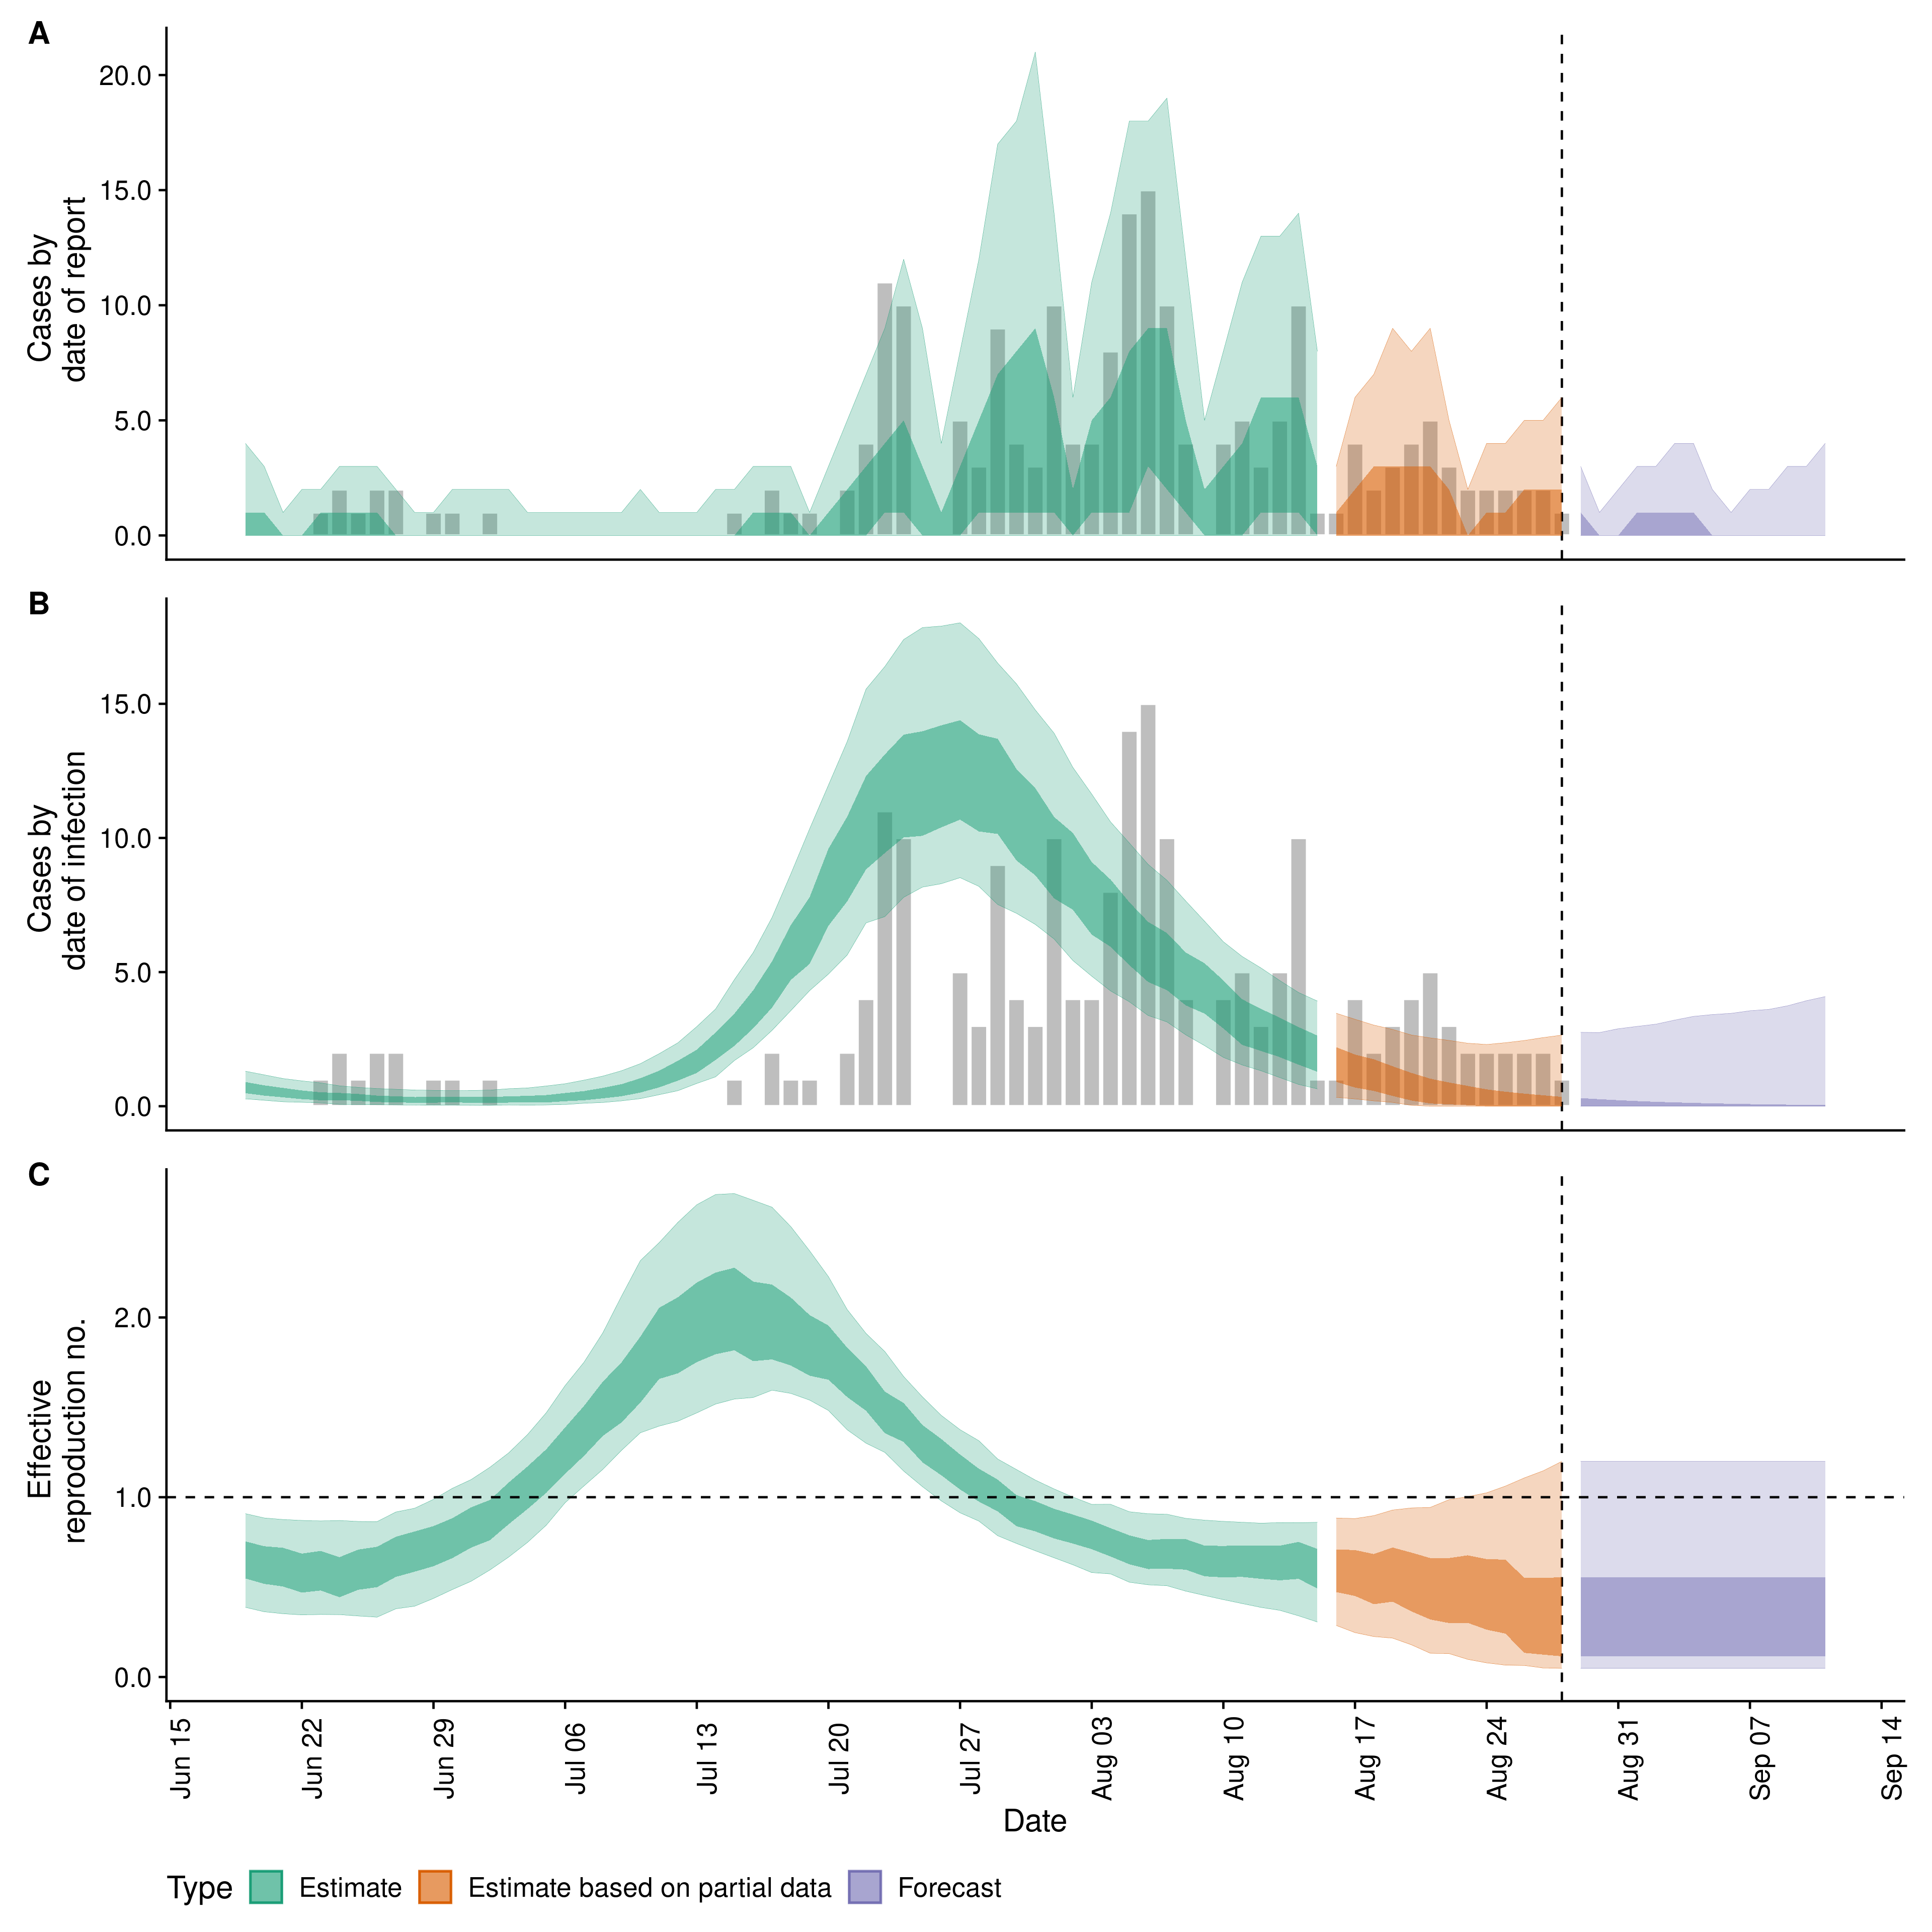 A
20.0
15.0
10.0
5.0
0.0
Cases by
date of report
B
15.0
10.0
5.0
0.0
Cases by
date of infection
C
2.0
1.0
0.0
Effective
reproduction no.
Jun 15
Jun 22
Jun 29
Jul 06
Jul 13
Jul 20
Jul 27
Aug 03
Aug 10
Aug 17
Aug 24
Aug 31
Sep 07
Sep 14
Date
Type
Estimate
Estimate based on partial data
Forecast